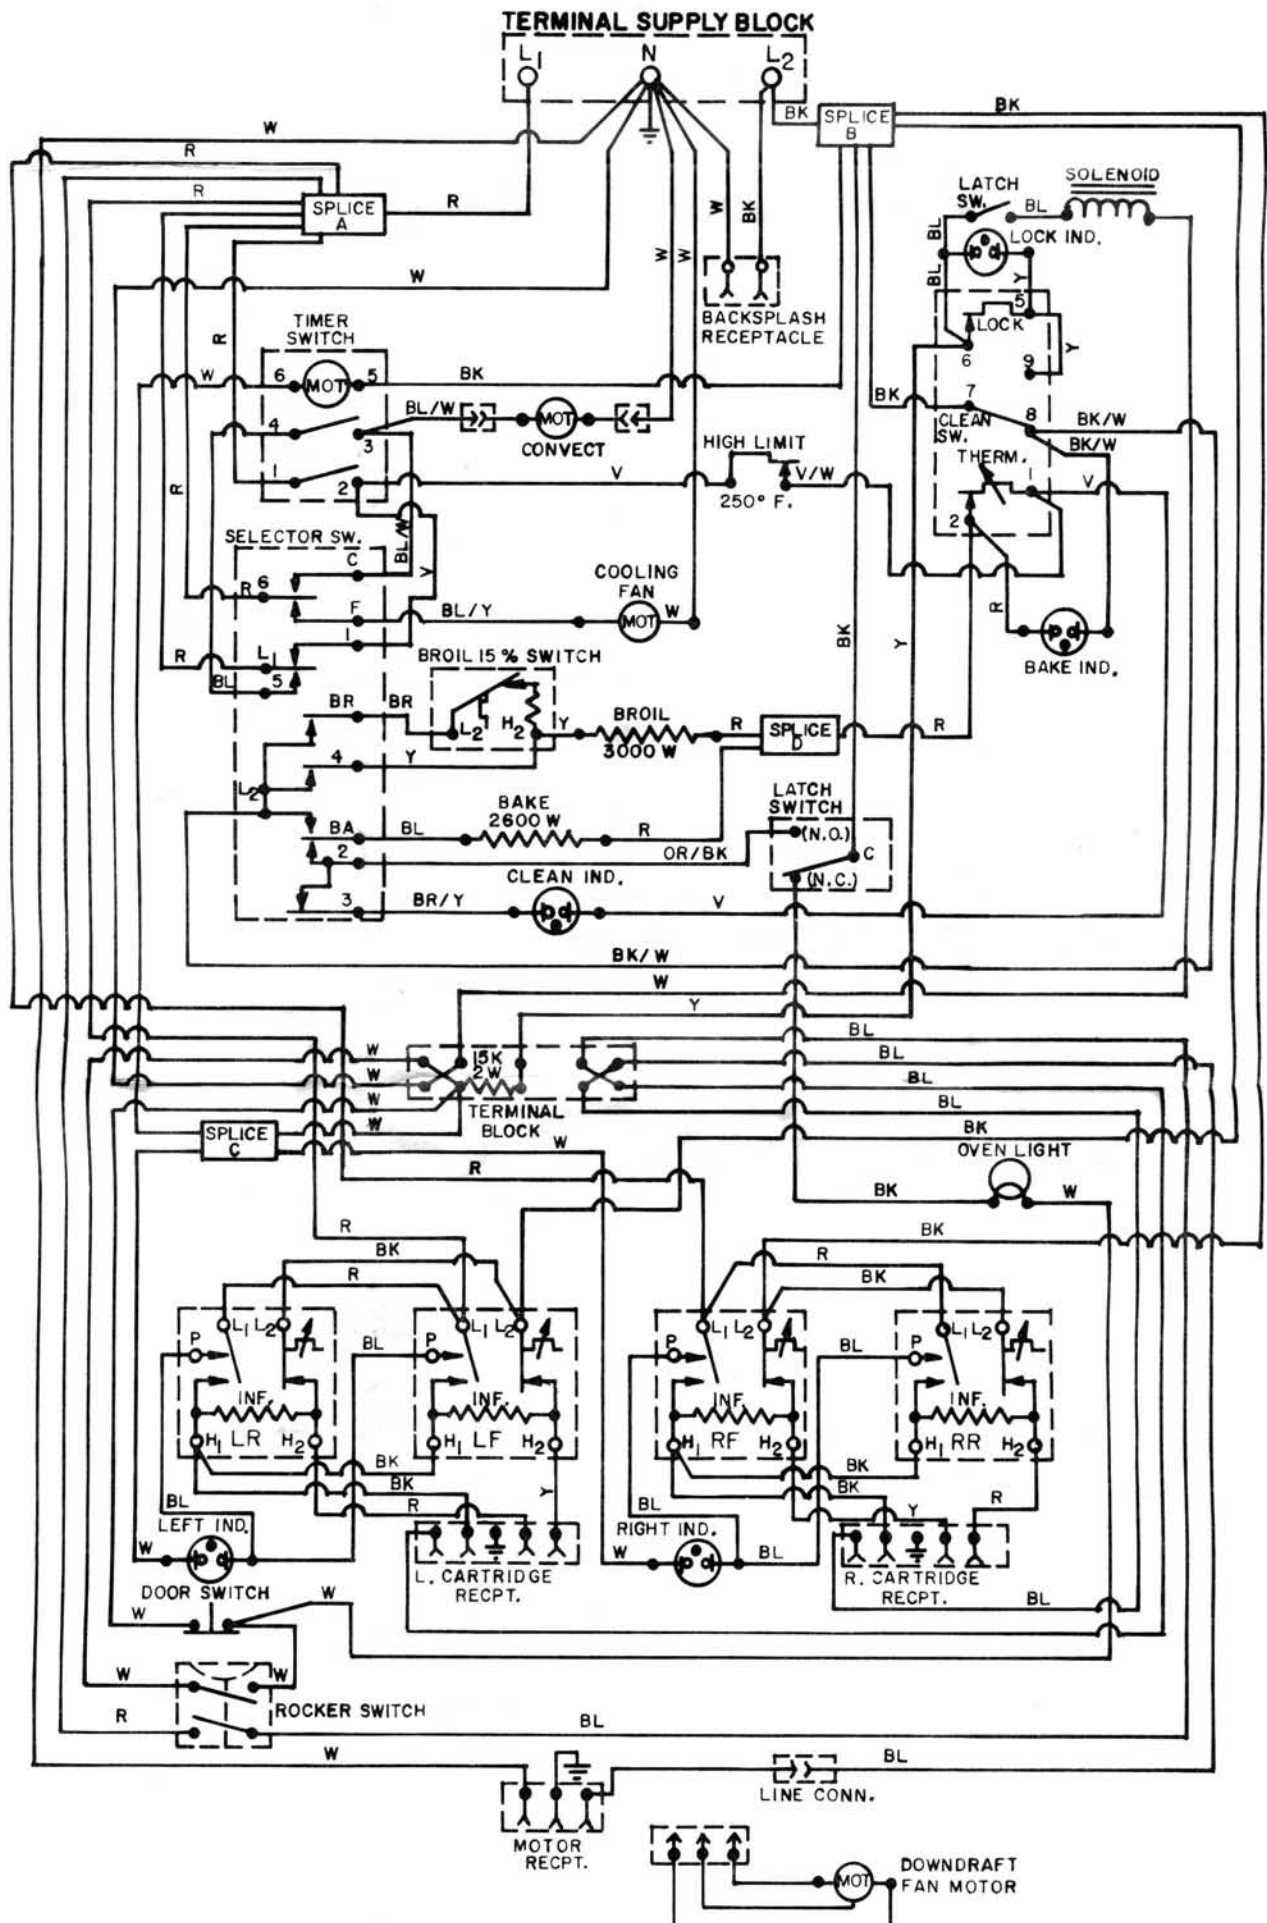 TERMINAL SUPPLY BLOCK
L1 N L2
BK
SPLICE
B
BK
W
R
R
SPLICE
A
R
W
BK
W
W
LATCH
SW.
SOLENOID
BL
BL
LOCK IND.
W
BL
Y
BACKSPLASH
RECEPTACLE
5
LOCK
6
9
Y
TIMER
SWITCH
R
W
6 MOT 5
BK
BK
7
8
BK/W
BK/W
CLEAN
SW.
4
3
BL/W
MOT
CONVECT
HIGH LIMIT
THERM.
1
2
V
V/W
250° F.
1
V
2
R
SELECTOR SW.
BL/W
V
C
R 6
F
BL/Y
COOLING
FAN
MOT
W
BK
Y
R
BAKE IND.
1
R
L1
BL
5
BROIL 15% SWITCH
BR
BR
L2
H2
Y
BROIL
3000 W
R
SPLICE
D
R
4
Y
L2
BAKE
2600 W
LATCH
SWITCH
(N.O.)
BA
BL
R
2
OR/BK
C
(N.C.)
CLEAN IND.
3
BR/Y
V
BK/W
W
Y
BL
W
15K
2W
BL
W
BL
W
TERMINAL
BLOCK
BL
SPLICE
C
W
W
BK
OVEN LIGHT
R
BK
W
R
BK
BK
R
R
BK
L1 L2
L1 L2
L1 L2
L1 L2
P
BL
P
P
BL
P
INF.
INF.
INF.
INF.
H1 LR H2
H1 LF H2
H1 RF H2
H1 RR H2
BK
BK
BK
BK
BL
R
Y
BL
Y
R
LEFT IND.
RIGHT IND.
W
W
BL
L. CARTRIDGE
RECPT.
R. CARTRIDGE
RECPT.
BL
DOOR SWITCH
W
W
W
W
ROCKER SWITCH
R
BL
W
BL
LINE CONN.
MOTOR
RECPT.
MOT
DOWNDRAFT
FAN MOTOR